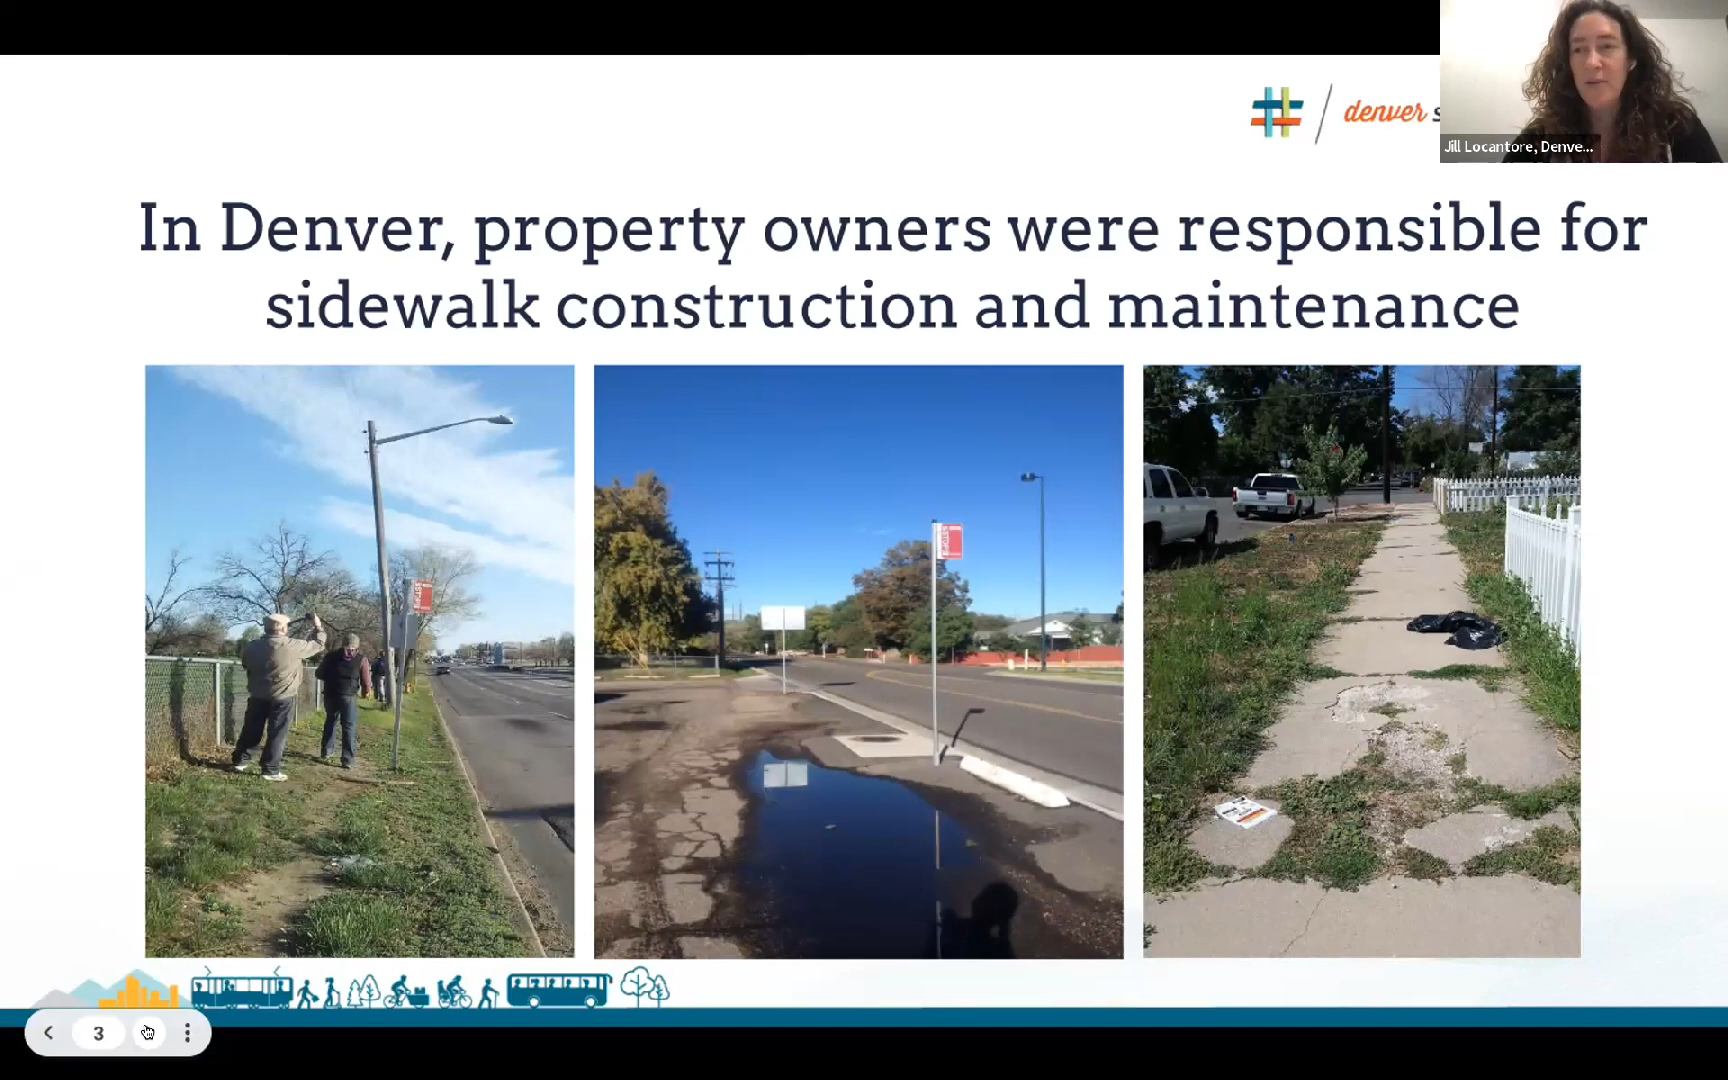 denver
Jill Locantore, Denve...
In Denver, property owners were responsible for
sidewalk construction and maintenance
3